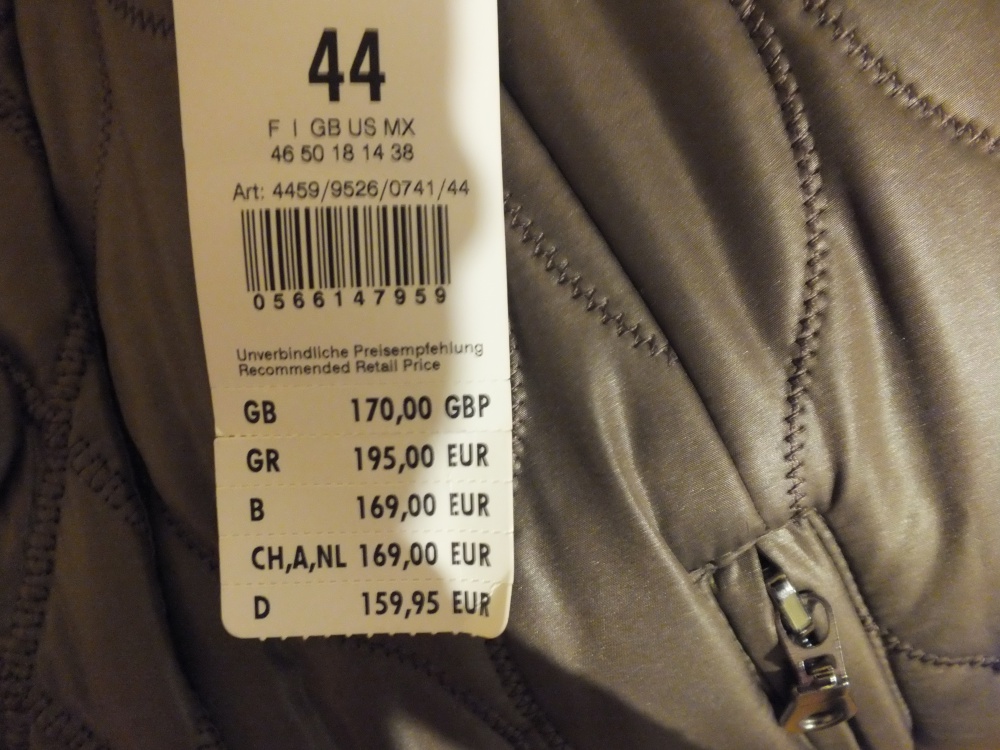 44
F I GB US MX
46 50 18 14 38
Art: 4459/9526/0741/44
0566147959
Unverbindliche Preisempfehlung
Recommended Retail Price
GB 170,00 GBP
GR 195,00 EUR
B 169,00 EUR
CH,A,NL 169,00 EUR
D 159,95 EUR